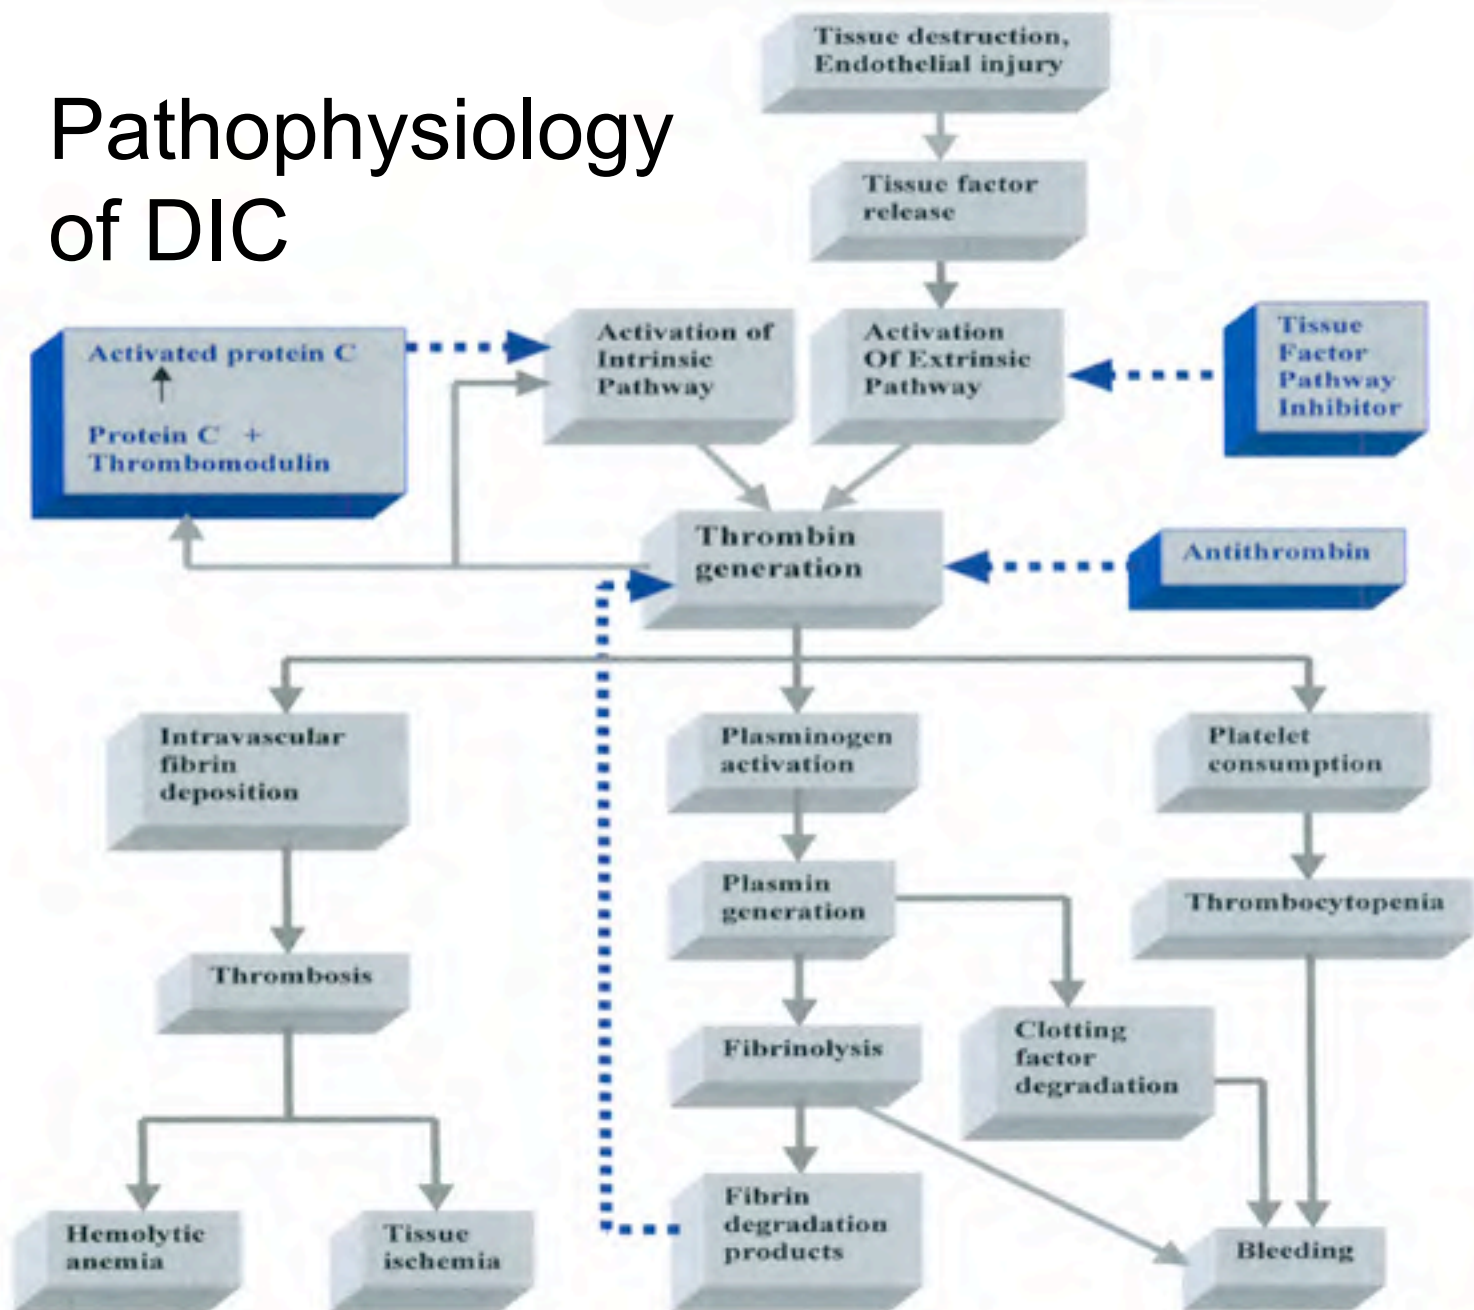 Pathophysiology
of DIC
Tissue destruction,
Endothelial injury
Tissue factor
release
Activated protein C
Protein C +
Thrombomodulin
Activation of
Intrinsic
Pathway
Activation
Of Extrinsic
Pathway
Tissue
Factor
Pathway
Inhibitor
Thrombin
generation
Antithrombin
Intravascular
fibrin
deposition
Plasminogen
activation
Platelet
consumption
Plasmin
generation
Thrombocytopenia
Thrombosis
Fibrinolysis
Clotting
factor
degradation
Hemolytic
anemia
Tissue
ischemia
Fibrin
degradation
products
Bleeding